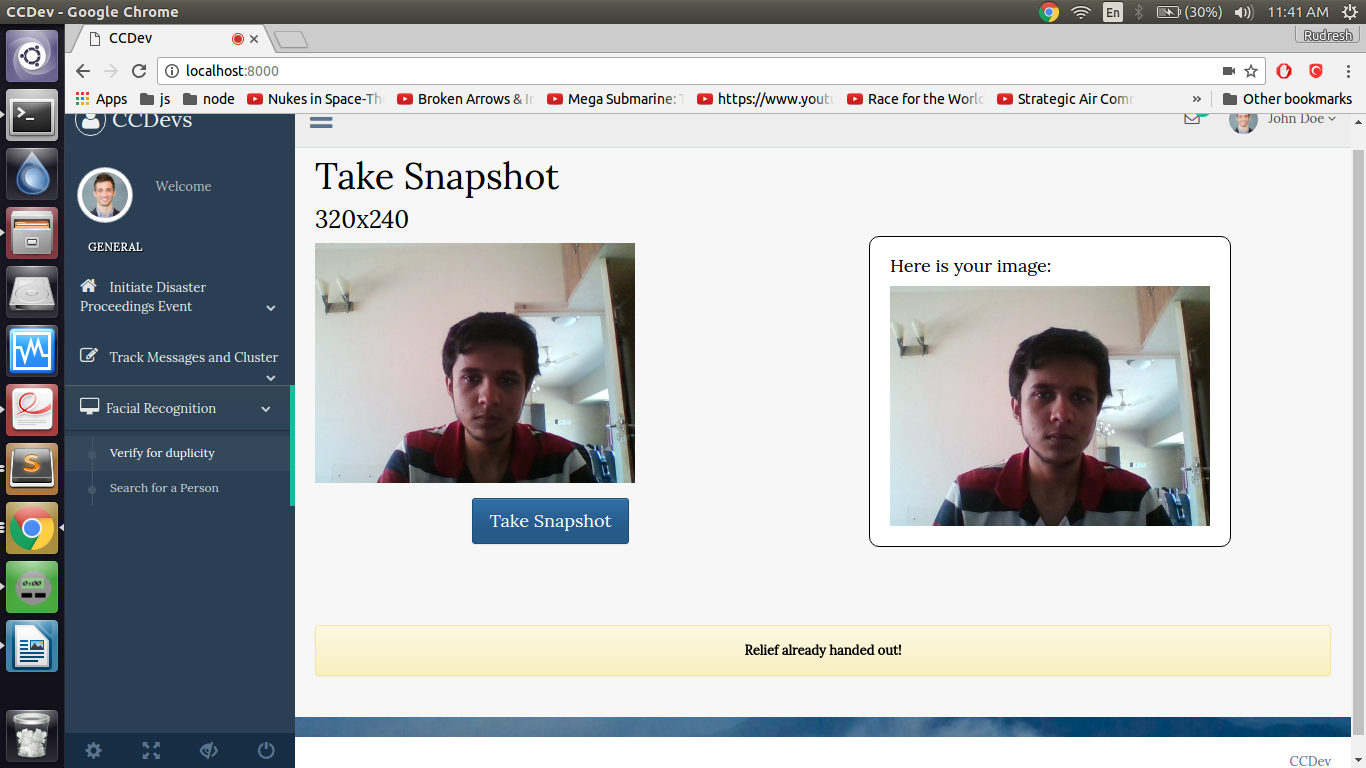 CCDev - Google Chrome
En
(30%)
11:41 AM
CCDev
Rudresh
localhost:8000
Apps
js
node
Nukes in Space-Th
Broken Arrows & I
Mega Submarine:
https://www.yout
Race for the World
Strategic Air Com
»
Other bookmarks
CCDevs
John Doe
Welcome
GENERAL
Initiate Disaster
Proceedings Event
Track Messages and Cluster
Facial Recognition
Verify for duplicity
Search for a Person
Take Snapshot
320x240
Take Snapshot
Here is your image:
Relief already handed out!
CCDev